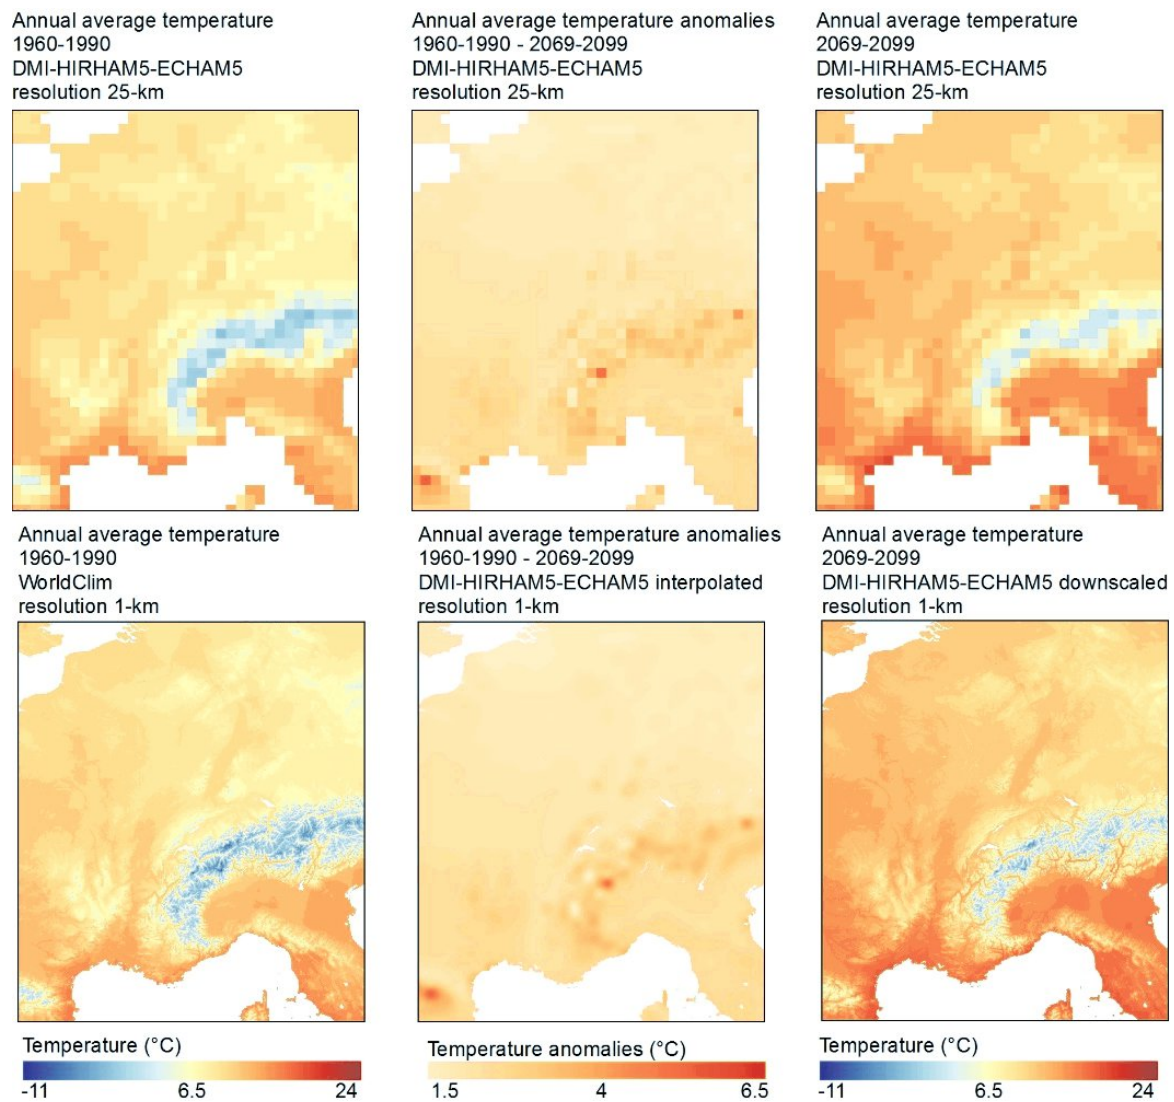 Annual average temperature
1960-1990
DMI-HIRHAM5-ECHAM5
resolution 25-km
Annual average temperature anomalies
1960-1990 - 2069-2099
DMI-HIRHAM5-ECHAM5
resolution 25-km
Annual average temperature
2069-2099
DMI-HIRHAM5-ECHAM5
resolution 25-km
Annual average temperature
1960-1990
WorldClim
resolution 1-km
Annual average temperature anomalies
1960-1990 - 2069-2099
DMI-HIRHAM5-ECHAM5 interpolated
resolution 1-km
Annual average temperature
2069-2099
DMI-HIRHAM5-ECHAM5 downscaled
resolution 1-km
Temperature (°C)
-11 6.5 24
Temperature anomalies (°C)
1.5 4 6.5
Temperature (°C)
-11 6.5 24